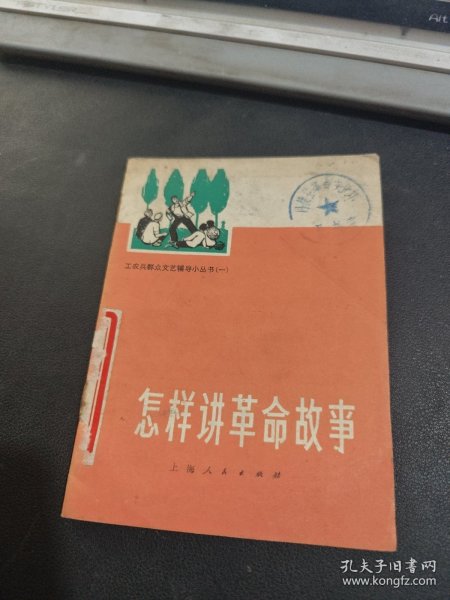 Alt
工农兵群众文艺辅导小丛书(一)
怎样讲革命故事
上海人民出版社
孔夫子旧书网
www.kongfz.com